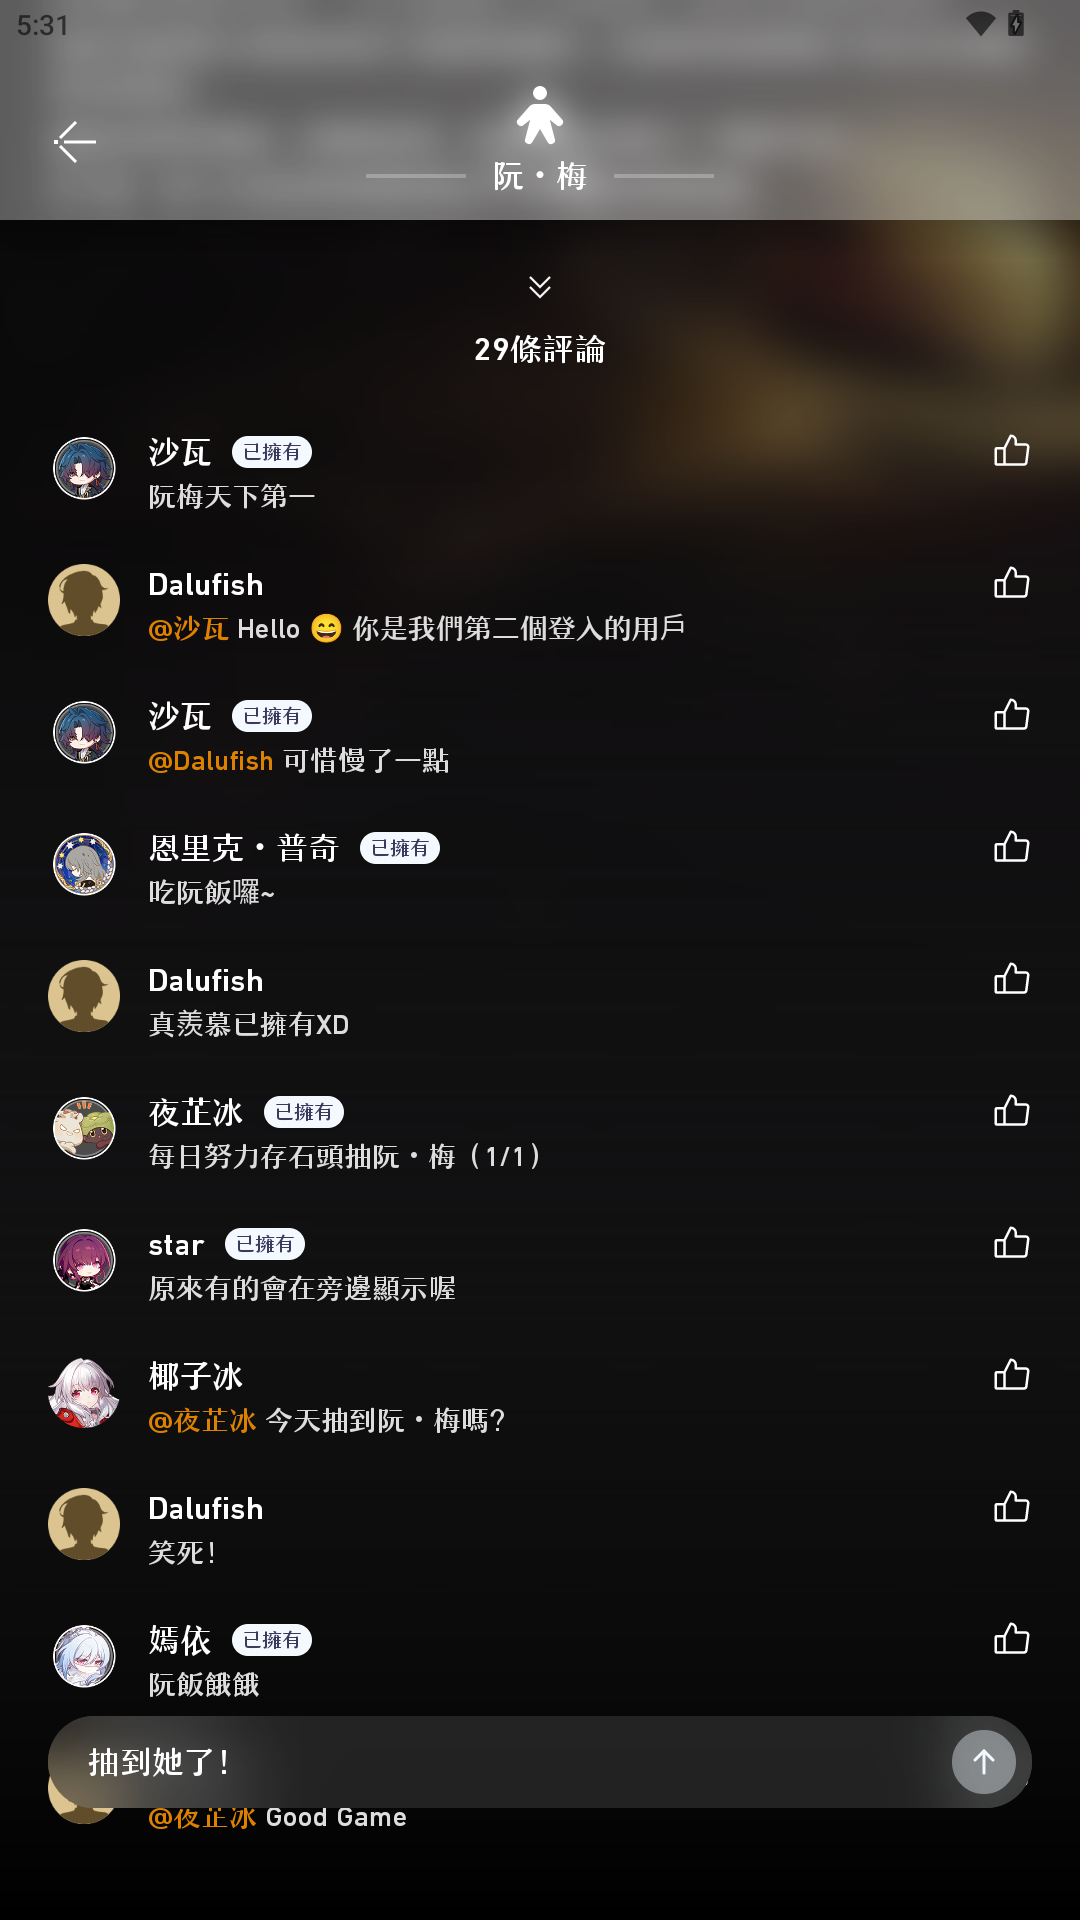 5:31
阮・梅
29條評論
沙瓦 已擁有
阮梅天下第一
Dalufish
@沙瓦 Hello 😄 你是我們第二個登入的用戶
沙瓦 已擁有
@Dalufish 可惜慢了一點
恩里克・普奇 已擁有
吃阮飯囉~
Dalufish
真羨慕已擁有XD
夜芷冰 已擁有
每日努力存石頭抽阮・梅（1/1）
star 已擁有
原來有的會在旁邊顯示喔
椰子冰
@夜芷冰 今天抽到阮・梅嗎?
Dalufish
笑死!
嫣依 已擁有
阮飯餓餓
抽到她了!
@夜芷冰 Good Game